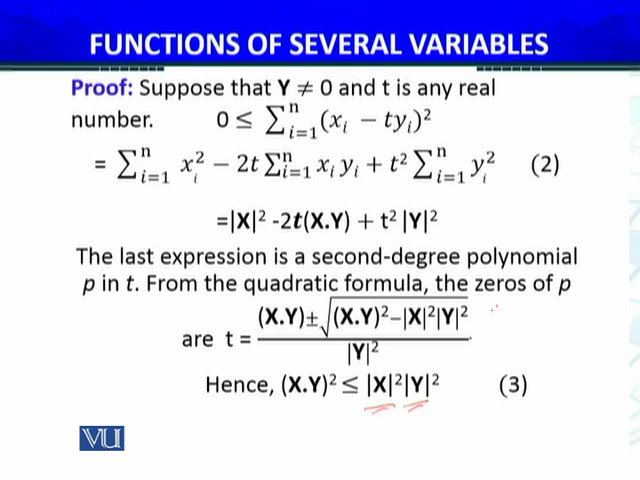 FUNCTIONS OF SEVERAL VARIABLES
Proof: Suppose that Y ≠ 0 and t is any real
number. 0 ≤ ∑ⁿᵢ₌₁(xᵢ − tyᵢ)²
= ∑ⁿᵢ₌₁ xᵢ² − 2t ∑ⁿᵢ₌₁ xᵢ yᵢ + t² ∑ⁿᵢ₌₁ yᵢ² (2)
=|X|² -2t(X.Y) + t² |Y|²
The last expression is a second-degree polynomial
p in t. From the quadratic formula, the zeros of p
are t = (X.Y)±√(X.Y)²−|X|²|Y|² / |Y|²
Hence, (X.Y)² ≤ |X|²|Y|² (3)
VU